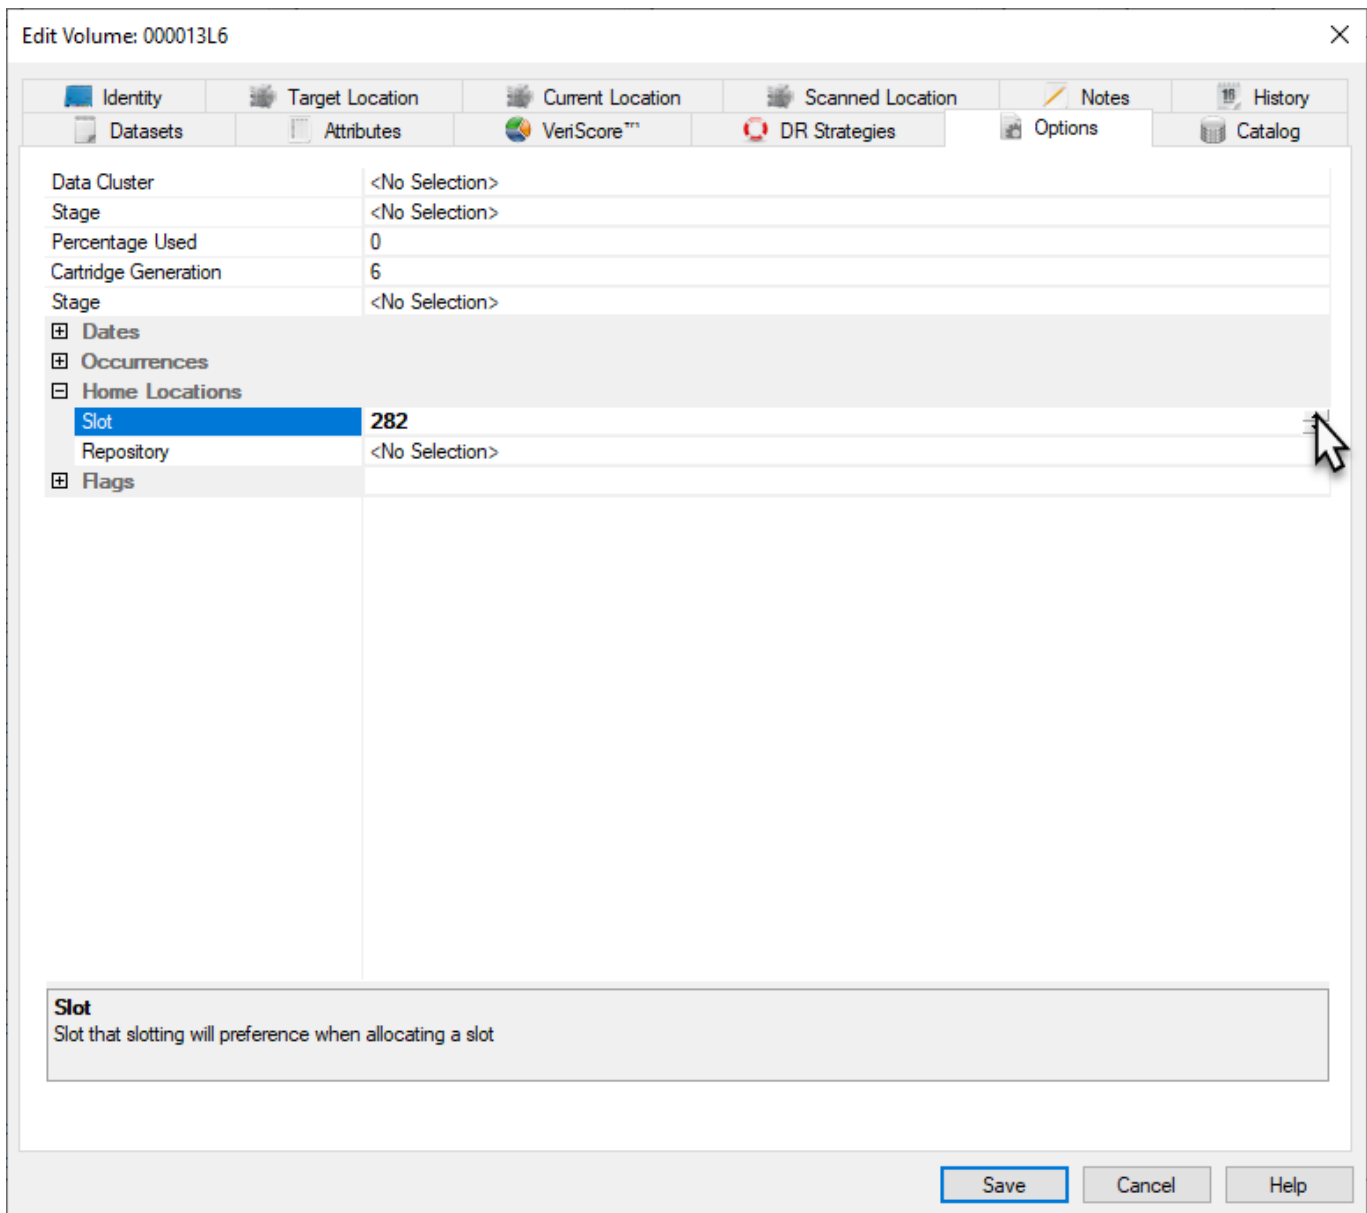 Edit Volume: 000013L6
Identity Target Location Current Location Scanned Location Notes 16 History
Datasets Attributes VeriScore™ DR Strategies Options Catalog
Data Cluster <No Selection>
Stage <No Selection>
Percentage Used 0
Cartridge Generation 6
Stage <No Selection>
Dates
Occurrences
Home Locations
Slot 282
Repository <No Selection>
Flags
Slot
Slot that slotting will preference when allocating a slot
Save Cancel Help